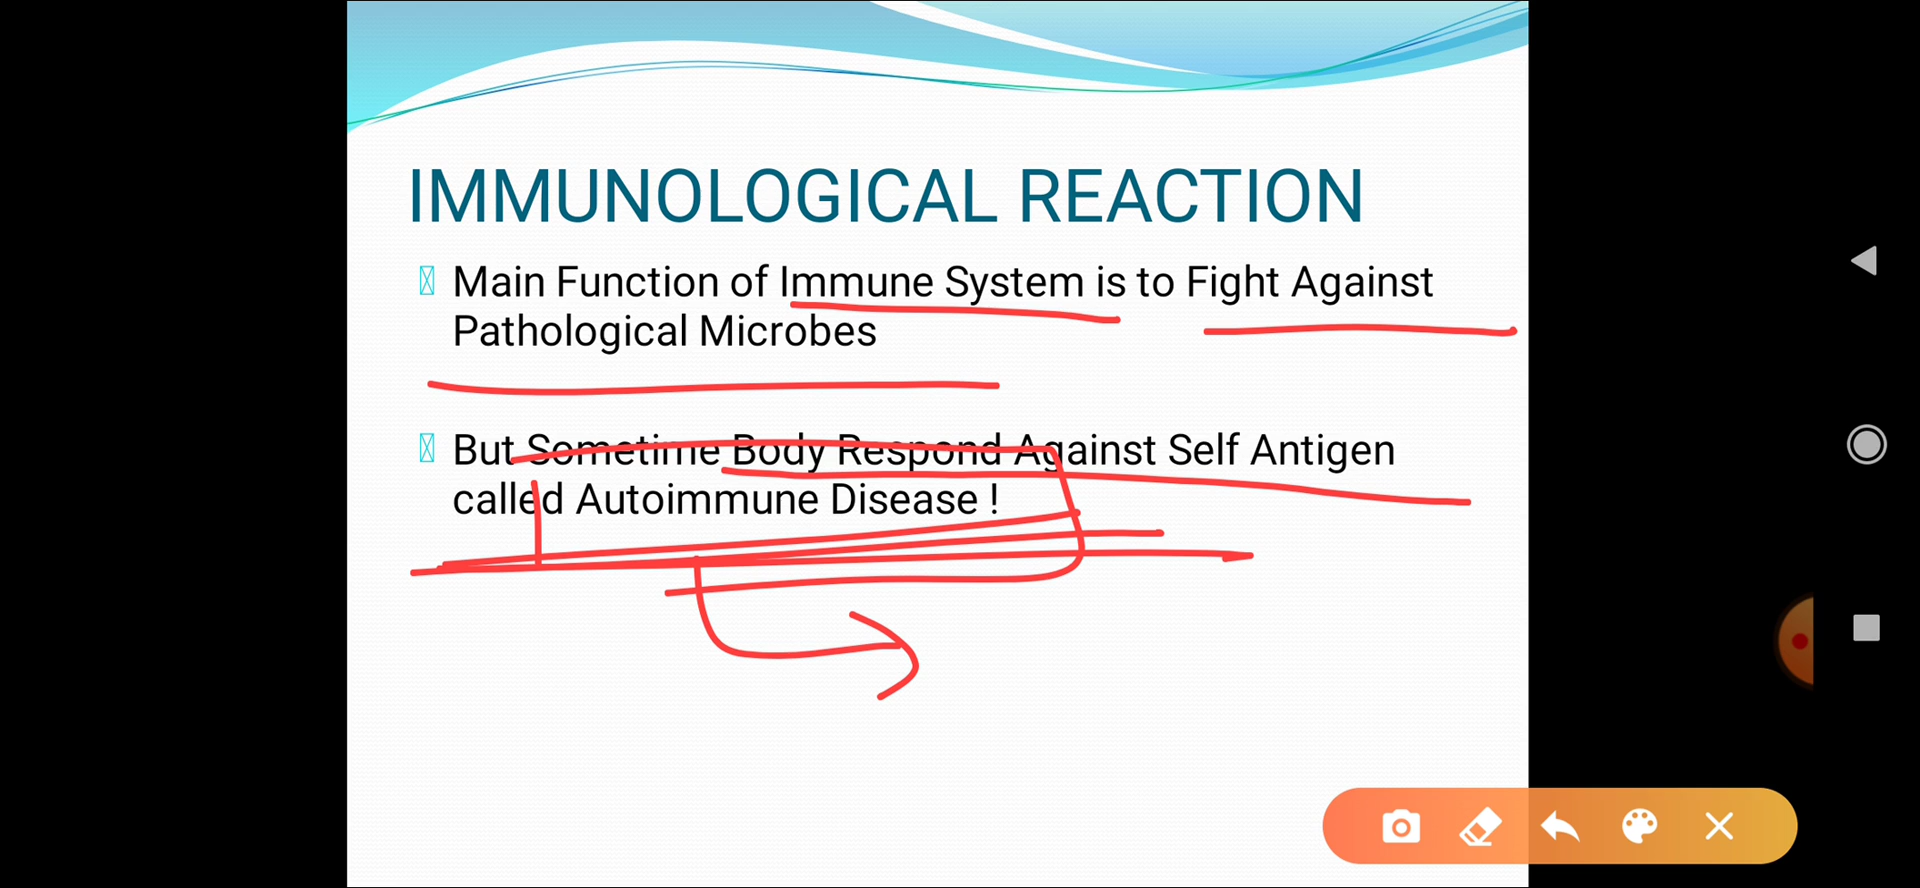 IMMUNOLOGICAL REACTION
Main Function of Immune System is to Fight Against
Pathological Microbes
But Sometime Body Respond Against Self Antigen
called Autoimmune Disease !